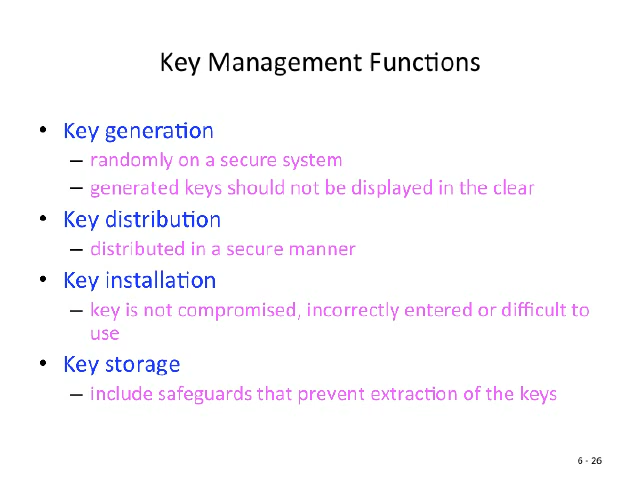 Key Management Functions
• Key generation
– randomly on a secure system
– generated keys should not be displayed in the clear
• Key distribution
– distributed in a secure manner
• Key installation
– key is not compromised, incorrectly entered or difficult to
use
• Key storage
– include safeguards that prevent extraction of the keys
6 - 26